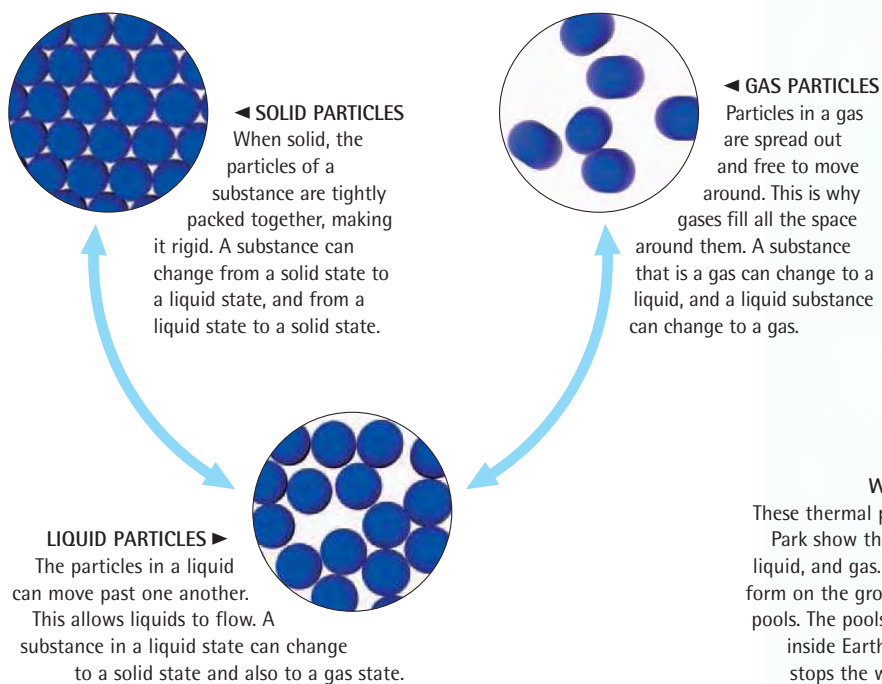 ◄ SOLID PARTICLES
When solid, the
particles of a
substance are tightly
packed together, making
it rigid. A substance can
change from a solid state to
a liquid state, and from a
liquid state to a solid state.
◄ GAS PARTICLES
Particles in a gas
are spread out
and free to move
around. This is why
gases fill all the space
around them. A substance
that is a gas can change to a
liquid, and a liquid substance
can change to a gas.
LIQUID PARTICLES ►
The particles in a liquid
can move past one another.
This allows liquids to flow. A
substance in a liquid state can change
to a solid state and also to a gas state.
W
These thermal p
Park show th
liquid, and gas.
form on the gro
pools. The pools
inside Earth
stops the w